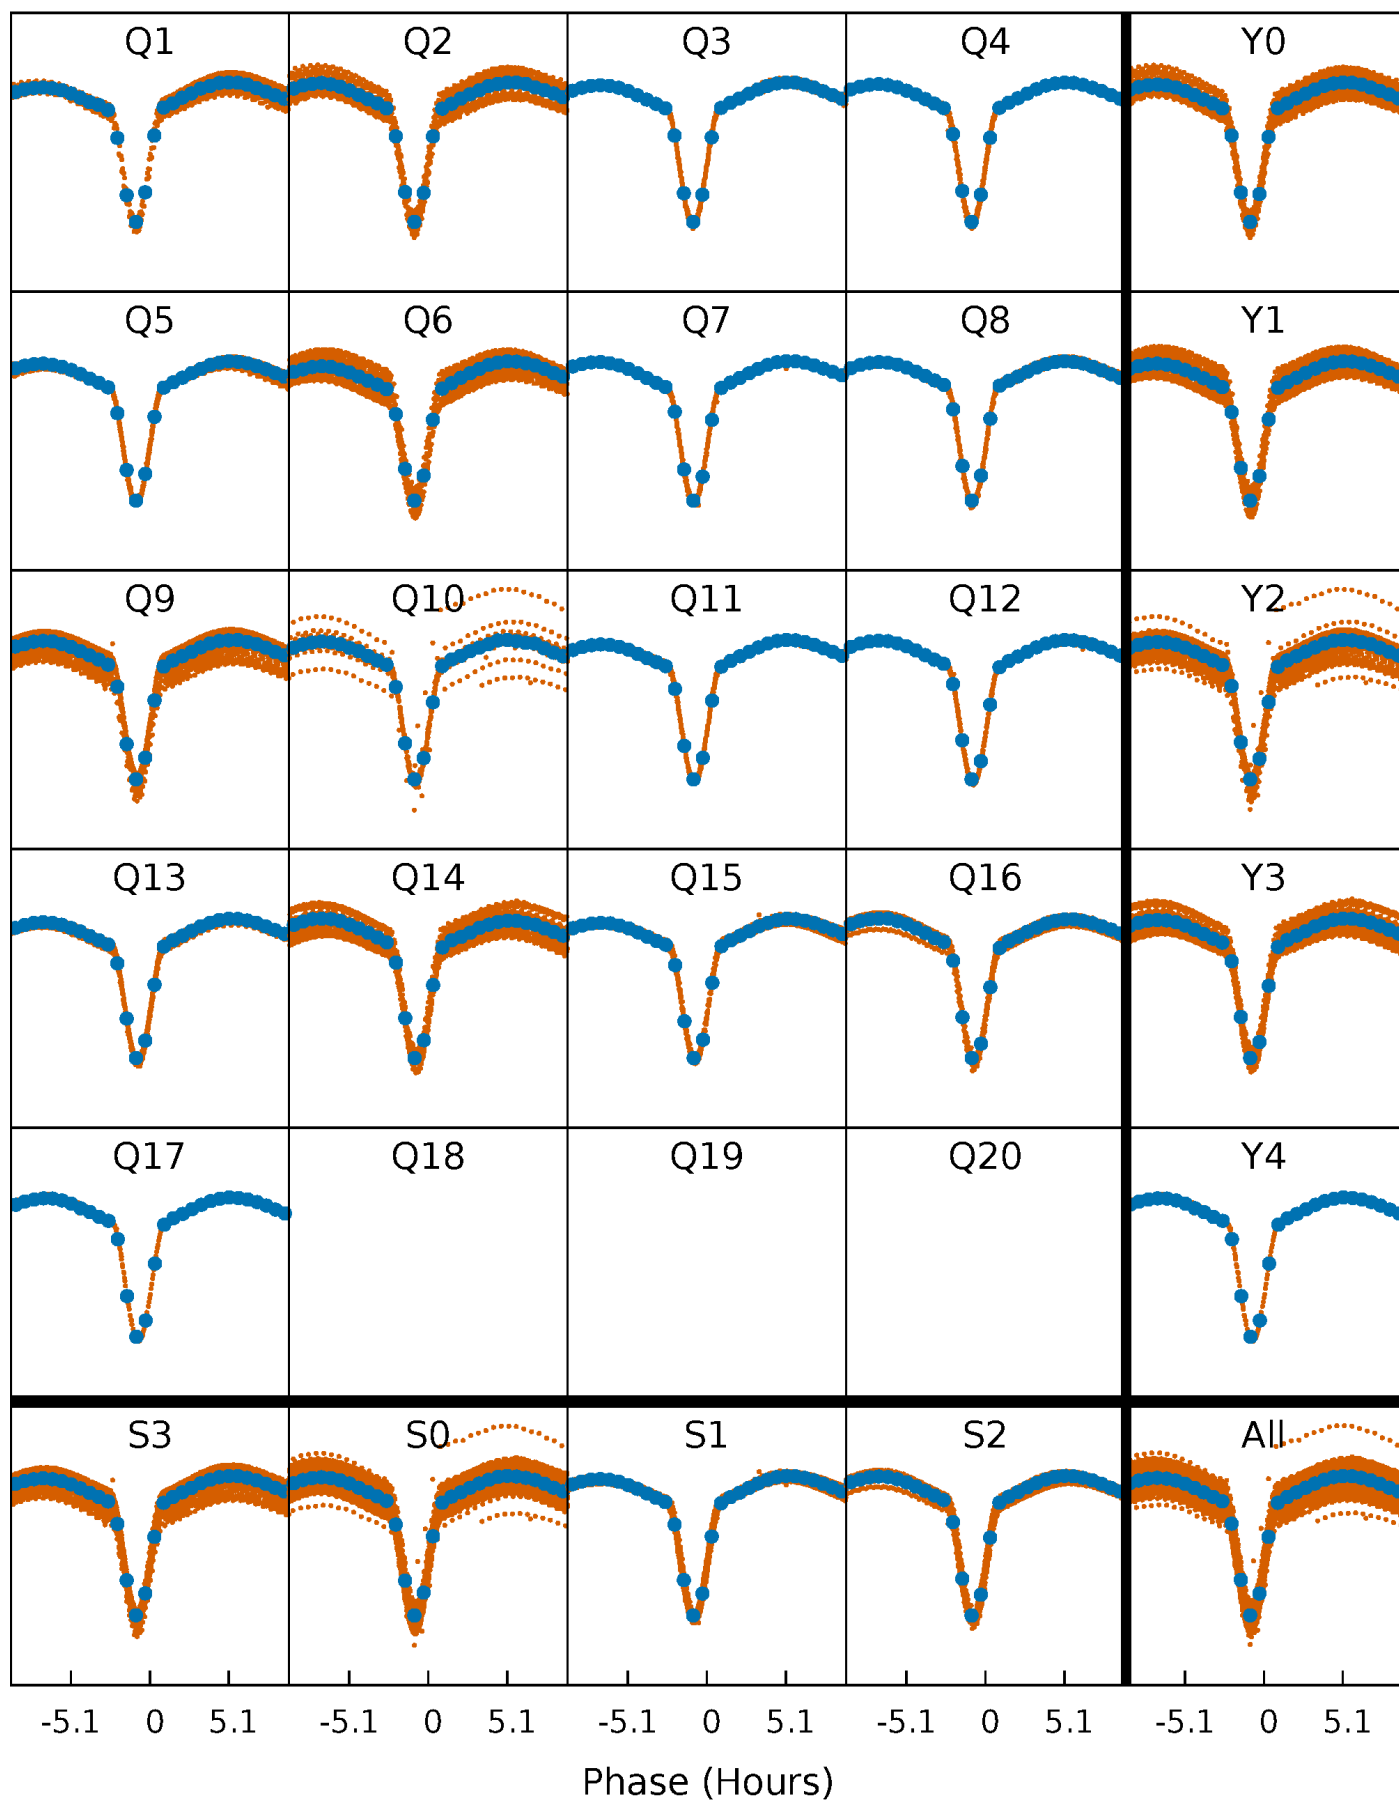 Q1 Q2 Q3 Q4 Y0
Q5 Q6 Q7 Q8 Y1
Q9 Q10 Q11 Q12 Y2
Q13 Q14 Q15 Q16 Y3
Q17 Q18 Q19 Q20 Y4
S3 S0 S1 S2 All
-5.1 0 5.1 -5.1 0 5.1 -5.1 0 5.1 -5.1 0 5.1 -5.1 0 5.1
Phase (Hours)